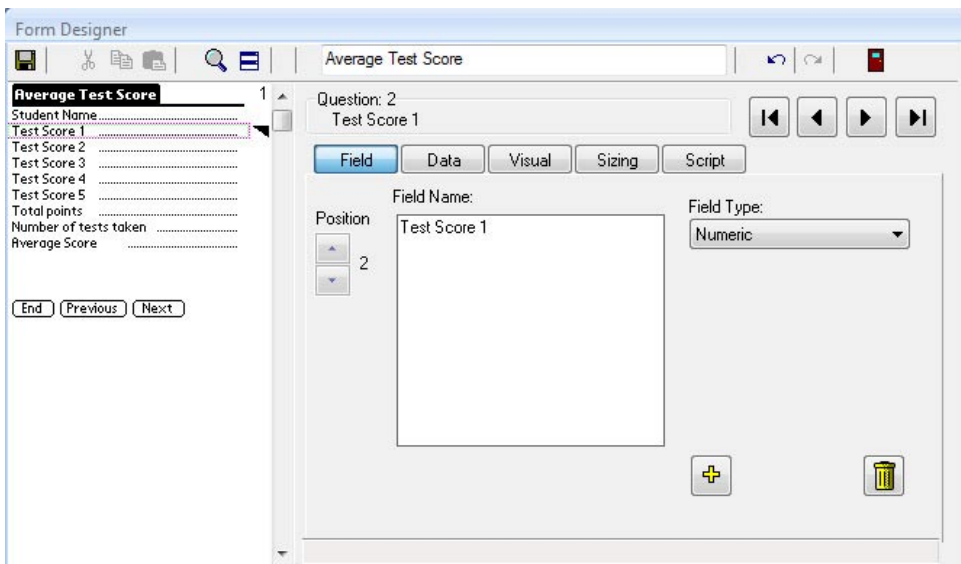 Form Designer
Average Test Score
Average Test Score 1
Student Name
Test Score 1
Test Score 2
Test Score 3
Test Score 4
Test Score 5
Total points
Number of tests taken
Average Score
End Previous Next
Question: 2
Test Score 1
Field Data Visual Sizing Script
Field Name:
Position
2
Test Score 1
Field Type:
Numeric